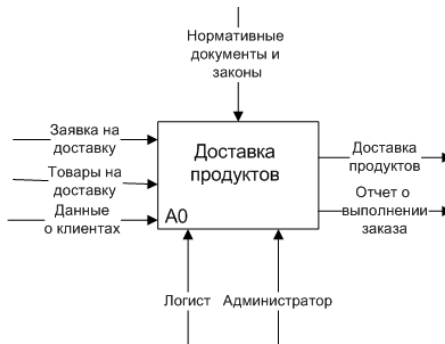 Нормативные
документы и
законы
Заявка на
доставку
Товары на
доставку
Данные
о клиентах
Доставка
продуктов
A0
Доставка
продуктов
Отчет о
выполнении
заказа
Логист
Администратор